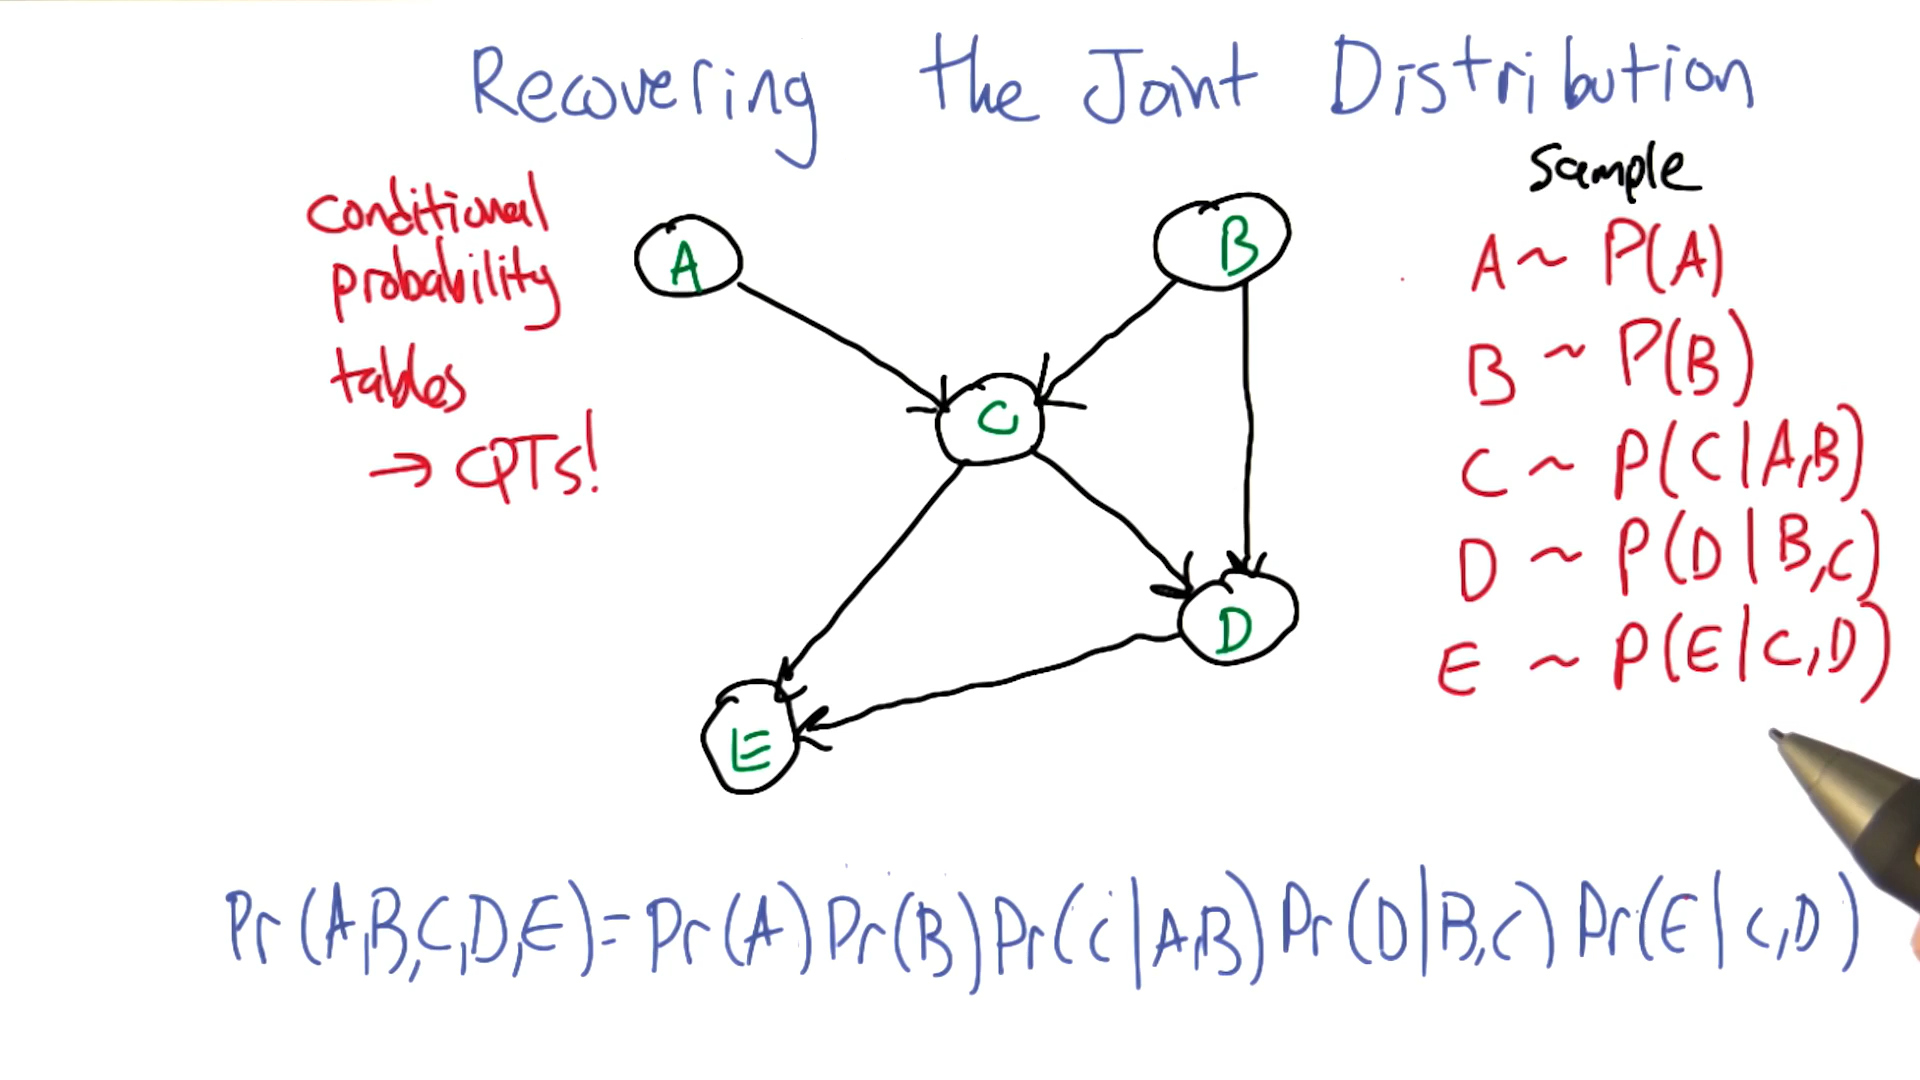 Recovering the Joint Distribution
conditional
probability
tables
→ CPTs!
A
B
C
D
E
Sample
A ~ P(A)
B ~ P(B)
C ~ P(C|A,B)
D ~ P(D|B,C)
E ~ P(E|C,D)
Pr(A,B,C,D,E)=Pr(A)Pr(B)Pr(C|A,B)Pr(D|B,C)Pr(E|C,D)